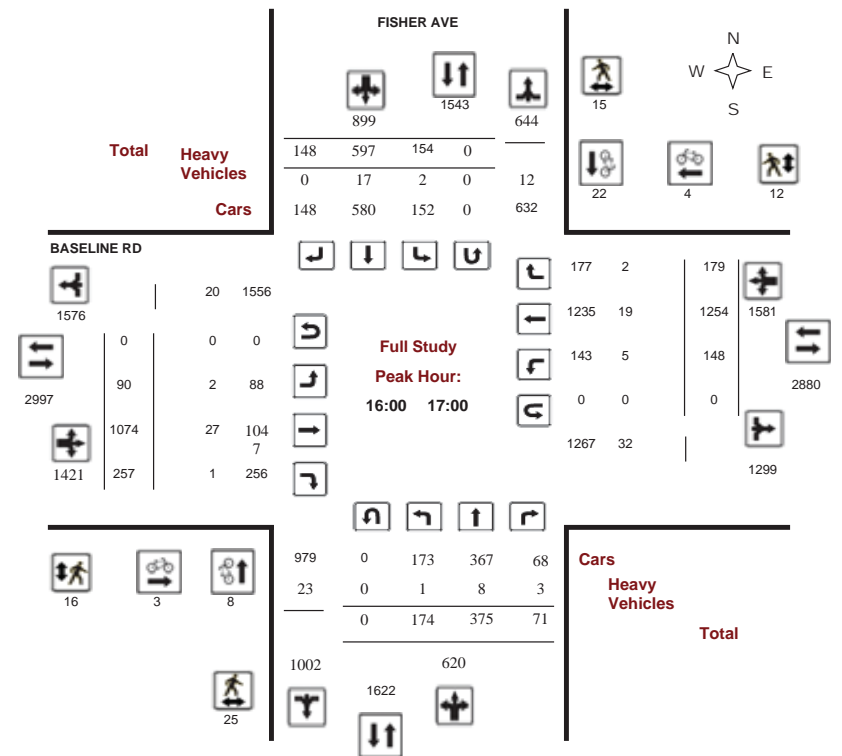 FISHER AVE
N
W E
S
1543
15
899 644
Total Heavy Vehicles
148 597 154 0
0 17 2 0 12
22 4 12
Cars 148 580 152 0 632
BASELINE RD
177 2 179
1576 20 1556
1235 19 1254 1581
0 0 0
Full Study
143 5 148
2997 90 2 88
Peak Hour:
2880
16:00 17:00
0 0 0
1074 27 104
7
1267 32
1421 257 1 256
1299
979 0 173 367 68 Cars
23 0 1 8 3 Heavy
Vehicles
16 3 8
0 174 375 71 Total
1002 620
1622
25